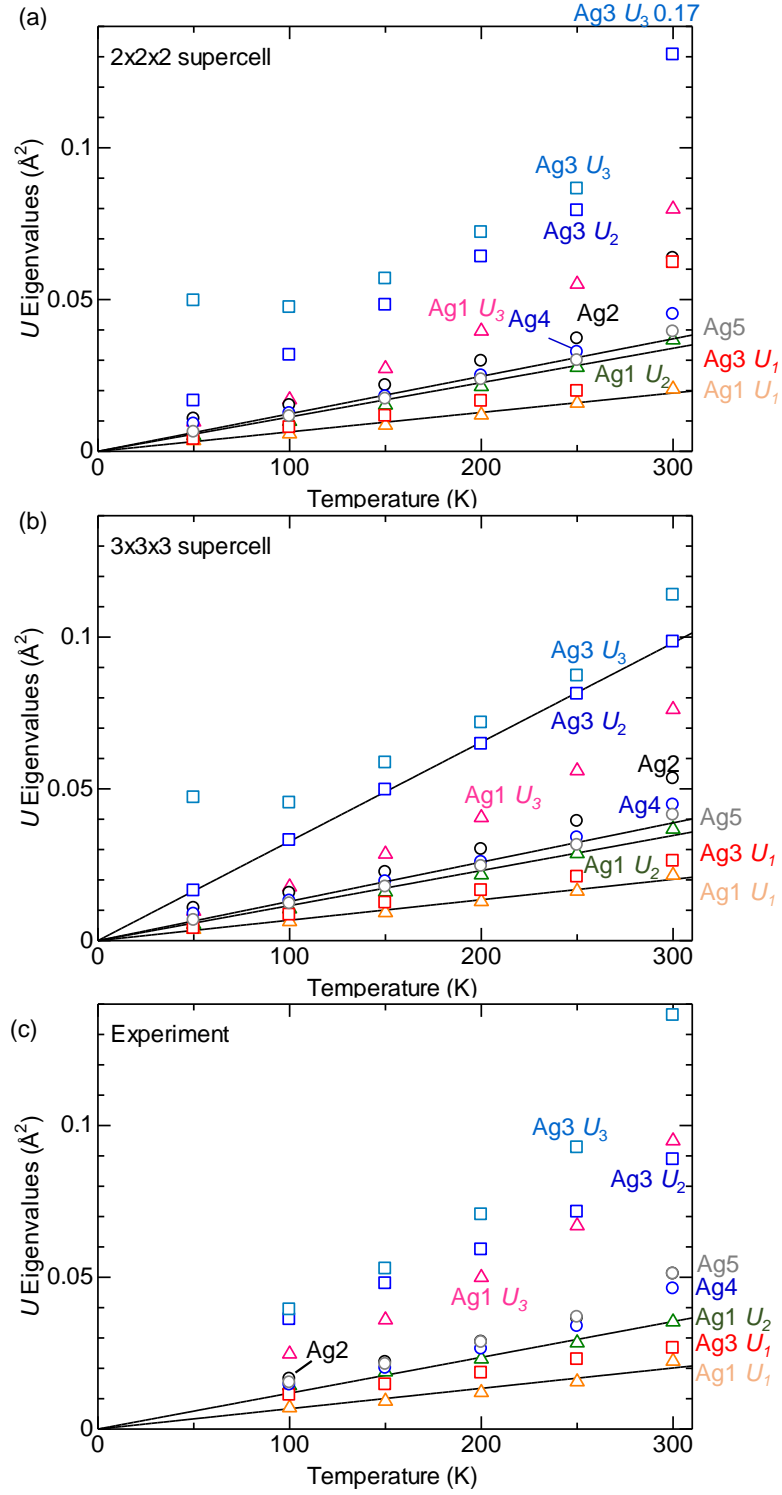 (a)
Ag3 U₃ 0.17
2x2x2 supercell
0.1
Ag3 U₃
Ag3 U₂
U Eigenvalues (Å²)
0.05
Ag1 U₃
Ag4
Ag2
Ag5
Ag3 U₁
Ag1 U₂
Ag1 U₁
0
0 100 200 300
Temperature (K)
(b)
3x3x3 supercell
0.1
Ag3 U₃
Ag3 U₂
U Eigenvalues (Å²)
Ag2
0.05
Ag1 U₃
Ag4
Ag5
Ag1 U₂
Ag3 U₁
Ag1 U₁
0
0 100 200 300
Temperature (K)
(c)
Experiment
0.1
Ag3 U₃
Ag3 U₂
U Eigenvalues (Å²)
0.05
Ag1 U₃
Ag5
Ag4
Ag2
Ag1 U₂
Ag3 U₁
Ag1 U₁
0
0 100 200 300
Temperature (K)